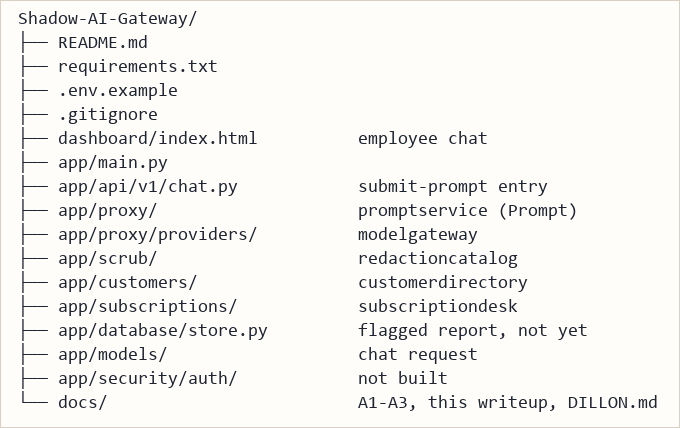 Shadow-AI-Gateway/
├── README.md
├── requirements.txt
├── .env.example
├── .gitignore
├── dashboard/index.html          employee chat
├── app/main.py
├── app/api/v1/chat.py            submit-prompt entry
├── app/proxy/                    promptservice (Prompt)
├── app/proxy/providers/          modelgateway
├── app/scrub/                    redactioncatalog
├── app/customers/                customerdirectory
├── app/subscriptions/            subscriptiondesk
├── app/database/store.py         flagged report, not yet
├── app/models/                   chat request
├── app/security/auth/            not built
└── docs/                         A1-A3, this writeup, DILLON.md